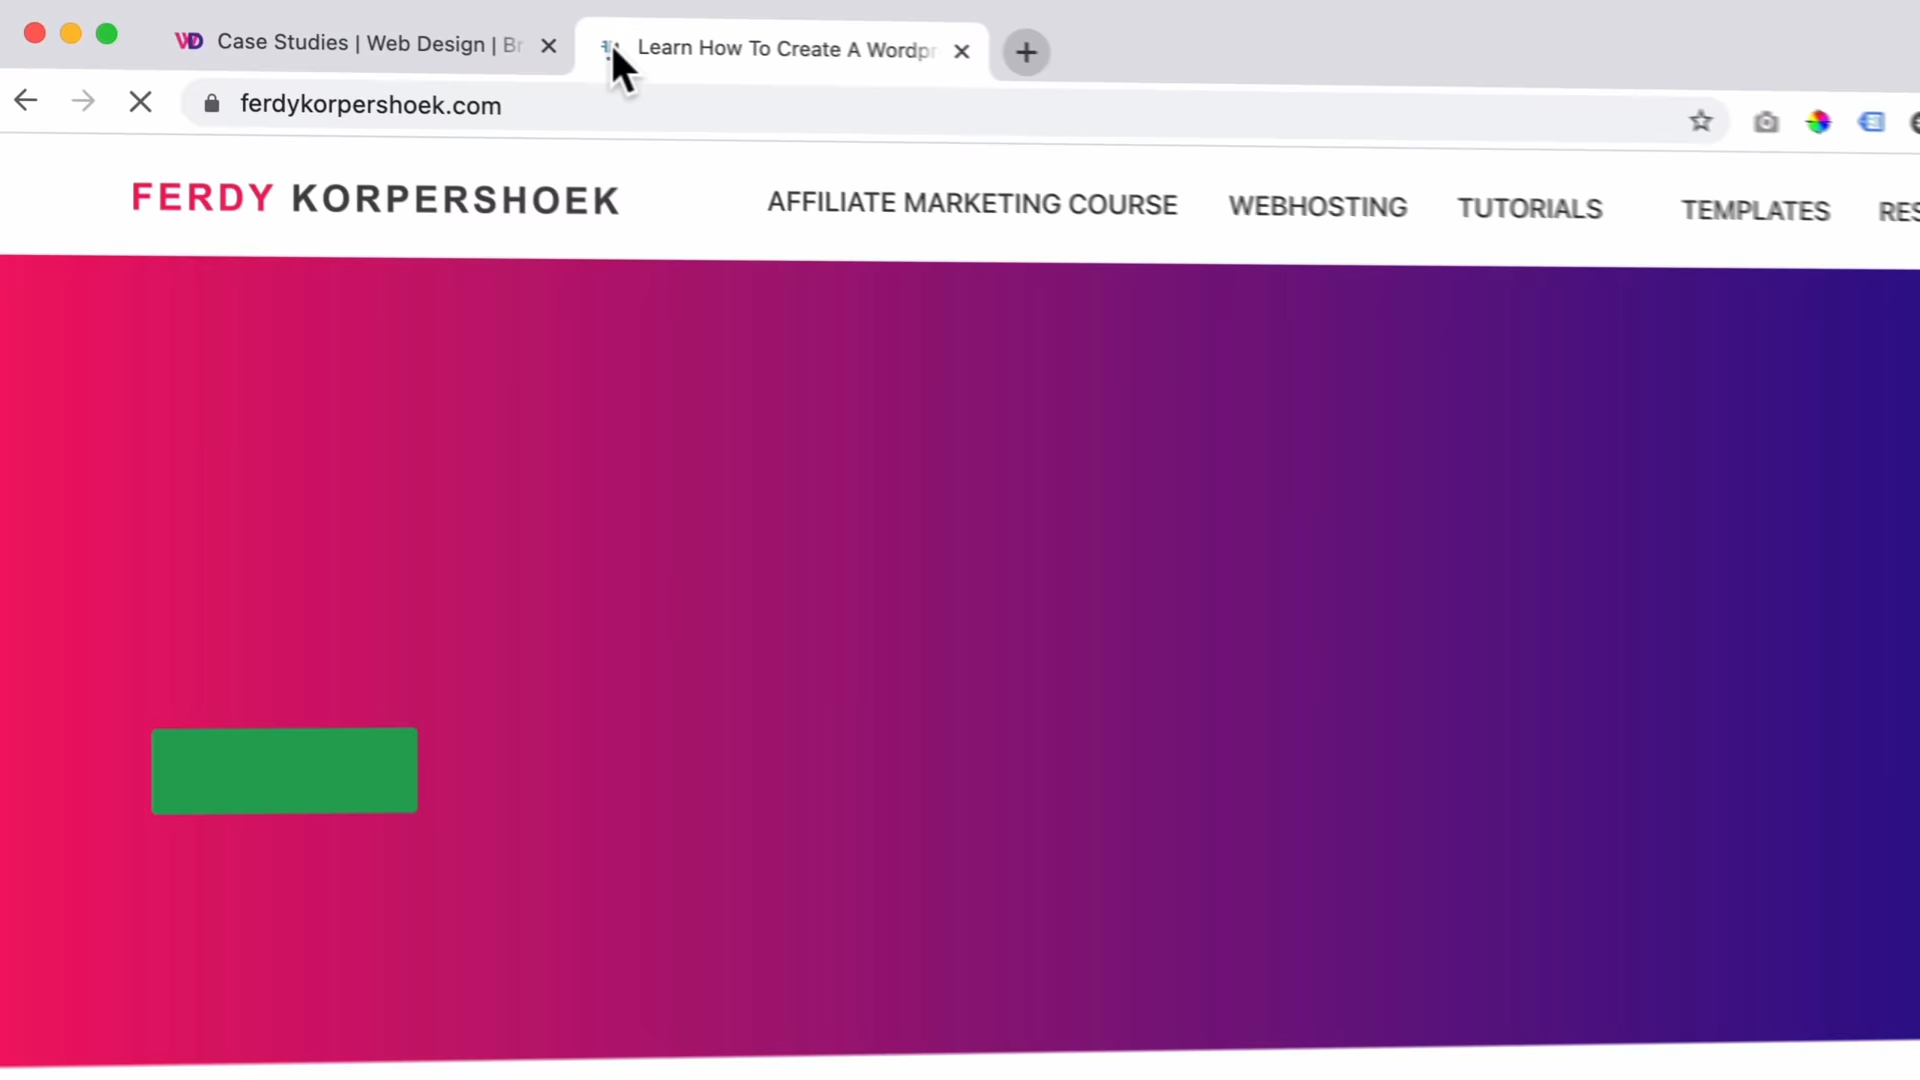 Case Studies | Web Design | Br
Learn How To Create A Wordpr
ferdykorpershoek.com
FERDY KORPERSHOEK
AFFILIATE MARKETING COURSE
WEBHOSTING
TUTORIALS
TEMPLATES
RES